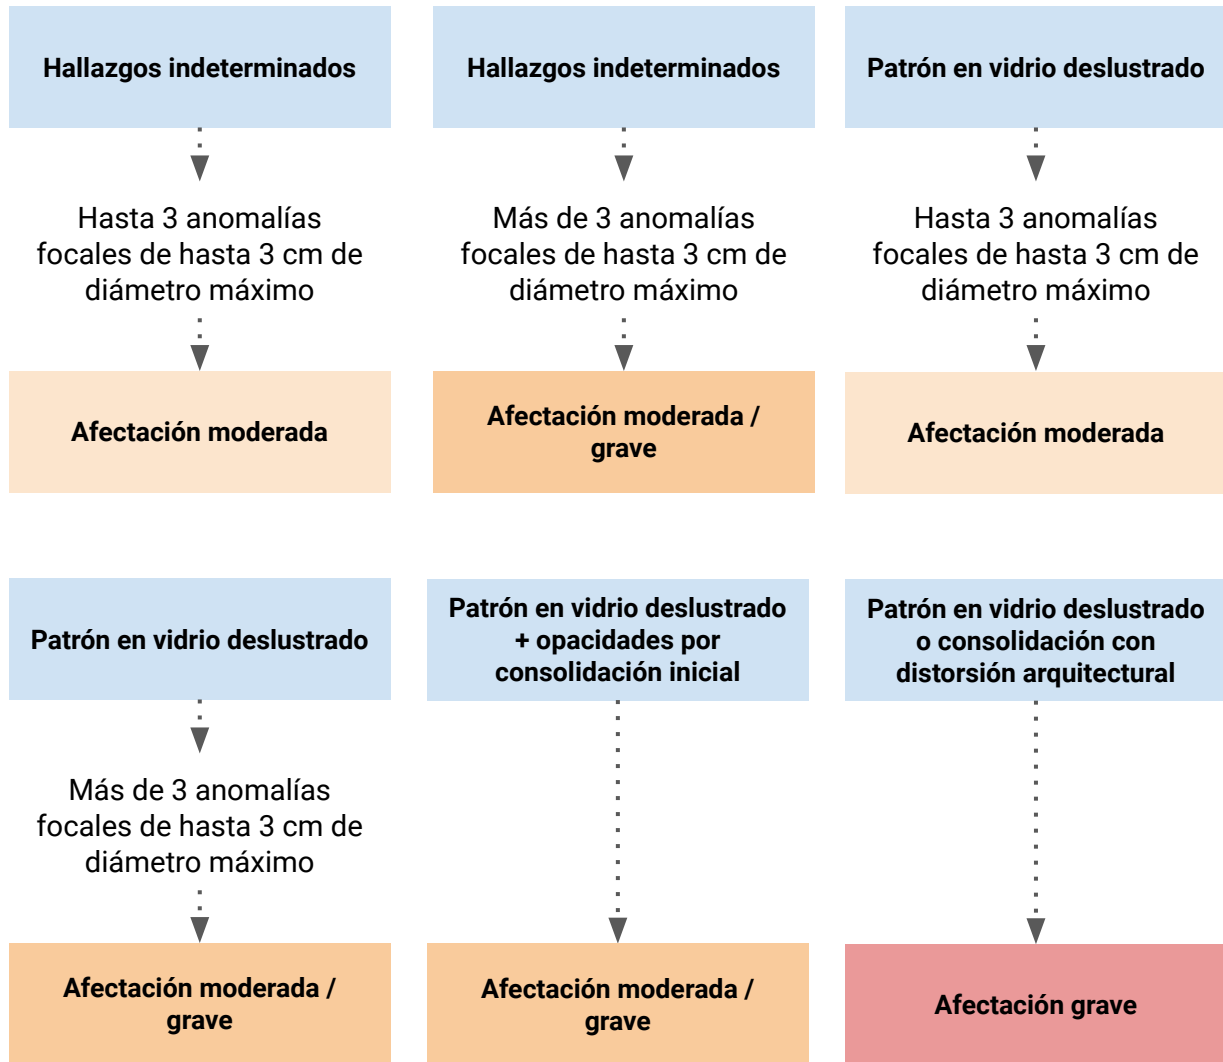 Hallazgos indeterminados
Hasta 3 anomalías
focales de hasta 3 cm de
diámetro máximo
Afectación moderada
Hallazgos indeterminados
Más de 3 anomalías
focales de hasta 3 cm de
diámetro máximo
Afectación moderada /
grave
Patrón en vidrio deslustrado
Hasta 3 anomalías
focales de hasta 3 cm de
diámetro máximo
Afectación moderada
Patrón en vidrio deslustrado
Más de 3 anomalías
focales de hasta 3 cm de
diámetro máximo
Afectación moderada /
grave
Patrón en vidrio deslustrado
+ opacidades por
consolidación inicial
Afectación moderada /
grave
Patrón en vidrio deslustrado
o consolidación con
distorsión arquitectural
Afectación grave